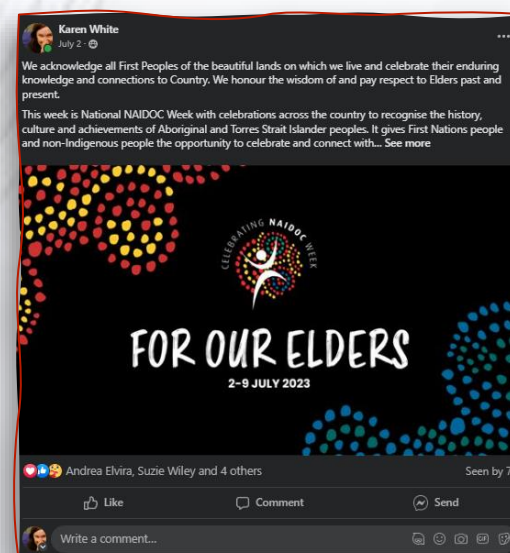 Karen White
July 2 ·
...
We acknowledge all First Peoples of the beautiful lands on which we live and celebrate their enduring
knowledge and connections to Country. We honour the wisdom of and pay respect to Elders past and
present.
This week is National NAIDOC Week with celebrations across the country to recognise the history,
culture and achievements of Aboriginal and Torres Strait Islander peoples. It gives First Nations people
and non-Indigenous people the opportunity to celebrate and connect with... See more
CELEBRATING NAIDOC WEEK
FOR OUR ELDERS
2-9 JULY 2023
Andrea Elvira, Suzie Wiley and 4 others Seen by 7
Like Comment Send
Write a comment... GIF